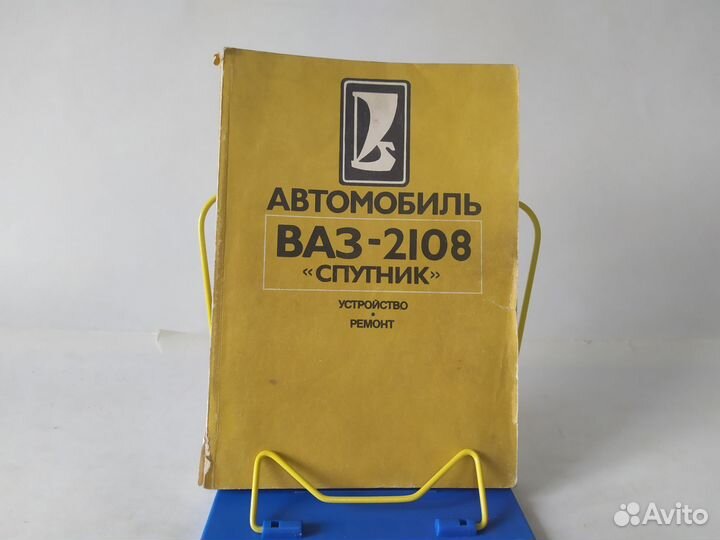 АВТОМОБИЛЬ
ВАЗ-2108
«СПУТНИК»
УСТРОЙСТВО
•
РЕМОНТ
Avito